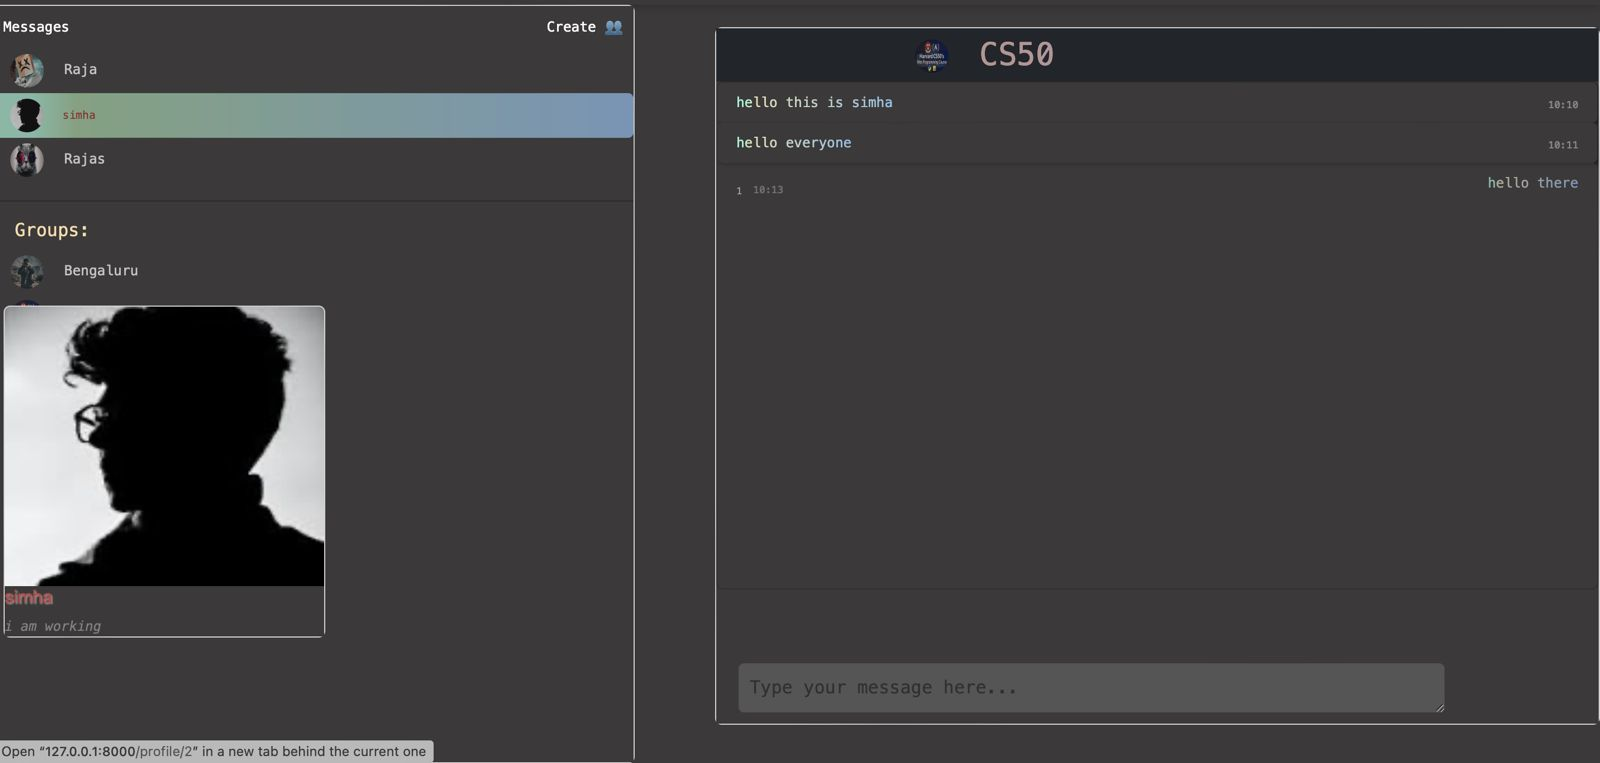 Messages
Create
Raja
simha
Rajas
Groups:
Bengaluru
simha
i am working
Open “127.0.0.1:8000/profile/2” in a new tab behind the current one
CS50
hello this is simha
10:10
hello everyone
10:11
hello there
1 10:13
Type your message here...